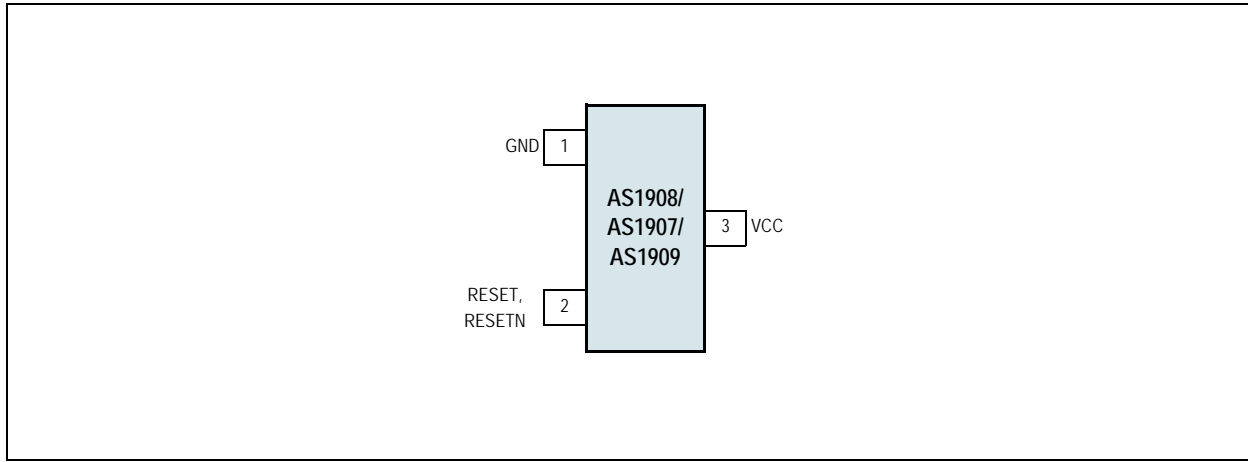 GND 1
AS1908/
AS1907/
AS1909
3 VCC
RESET,
RESETN
2